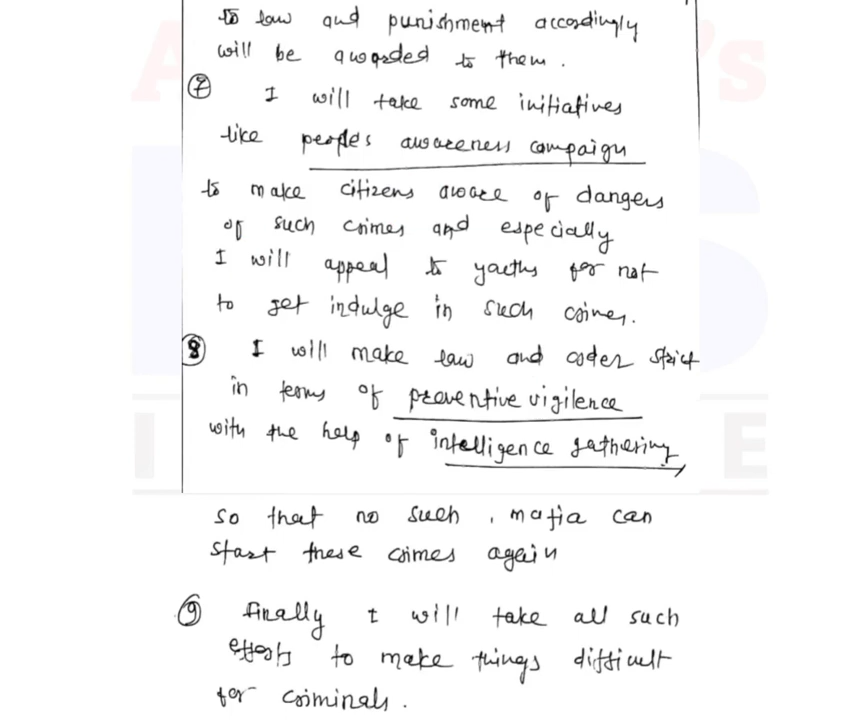 to law and punishment accordingly
will be awarded to them.
⑦ I will take some initiatives
like peoples awareness campaign
to make citizens aware of dangers
of such crimes and especially
I will appeal to youths for not
to get indulge in such crimes.
⑧ I will make law and order strict
in terms of preventive vigilence
with the help of intelligence gathering
so that no such, mafia can
start these crimes again
⑨ finally I will take all such
efforts to make things difficult
for criminals.